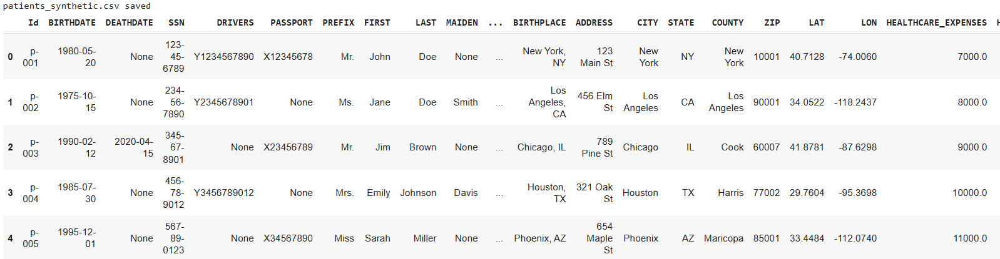 patients_synthetic.csv saved
Id BIRTHDATE DEATHDATE SSN DRIVERS PASSPORT PREFIX FIRST LAST MAIDEN ... BIRTHPLACE ADDRESS CITY STATE COUNTY ZIP LAT LON HEALTHCARE_EXPENSES
0 p-001 1980-05-20 None 123-45-6789 Y1234567890 X12345678 Mr. John Doe None ... New York, NY 123 Main St New York NY New York 10001 40.7128 -74.0060 7000.0
1 p-002 1975-10-15 None 234-56-7890 Y2345678901 None Ms. Jane Doe Smith ... Los Angeles, CA 456 Elm St Los Angeles CA Los Angeles 90001 34.0522 -118.2437 8000.0
2 p-003 1990-02-12 2020-04-15 345-67-8901 None X23456789 Mr. Jim Brown None ... Chicago, IL 789 Pine St Chicago IL Cook 60007 41.8781 -87.6298 9000.0
3 p-004 1985-07-30 None 456-78-9012 Y3456789012 None Mrs. Emily Johnson Davis ... Houston, TX 321 Oak St Houston TX Harris 77002 29.7604 -95.3698 10000.0
4 p-005 1995-12-01 None 567-89-0123 None X34567890 Miss Sarah Miller None ... Phoenix, AZ 654 Maple St Phoenix AZ Maricopa 85001 33.4484 -112.0740 11000.0